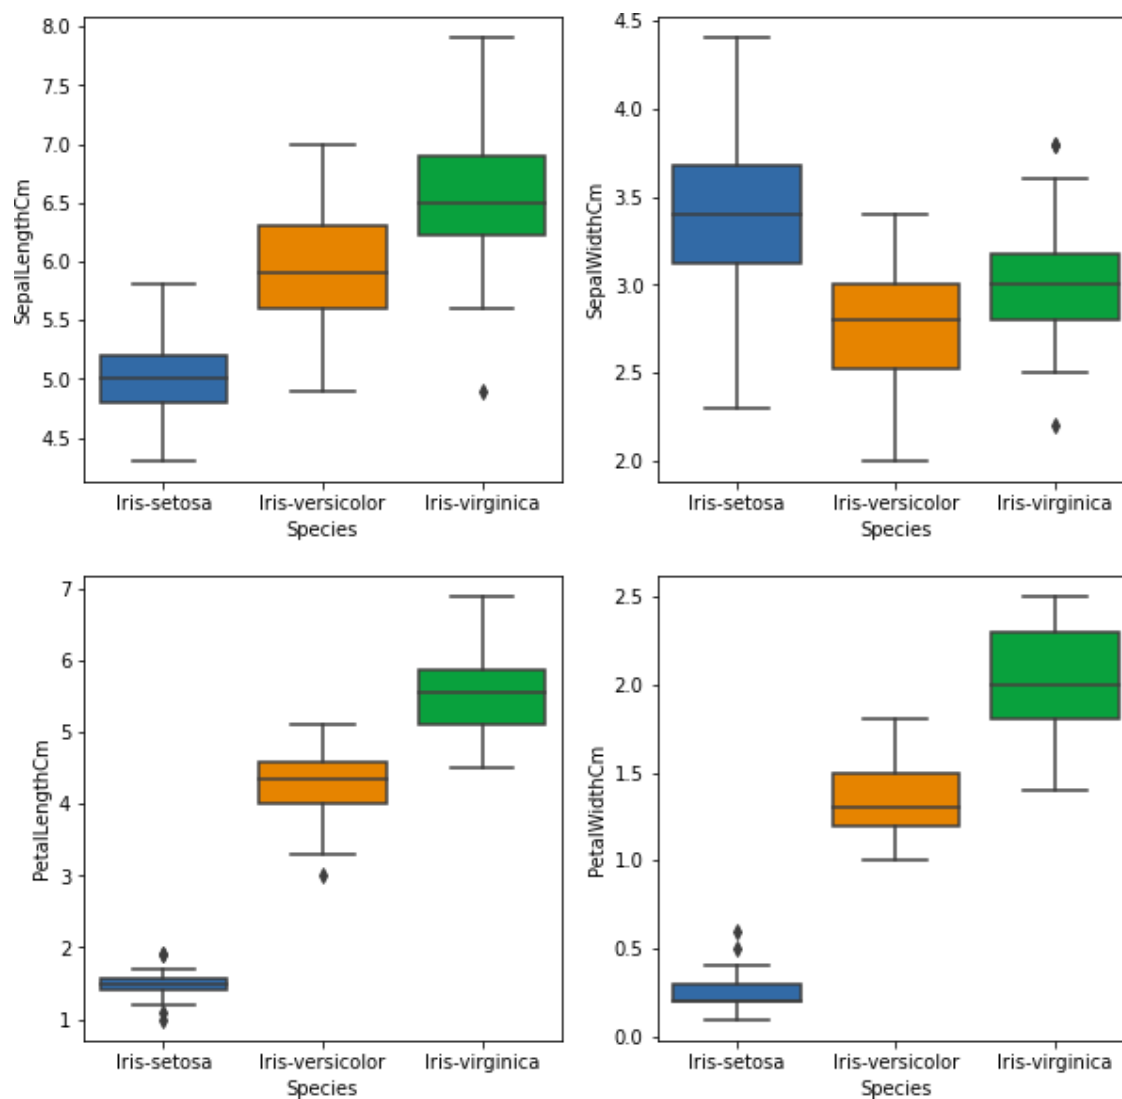 SepalLengthCm
8.0
7.5
7.0
6.5
6.0
5.5
5.0
4.5
Iris-setosa Iris-versicolor Iris-virginica
Species
SepalWidthCm
4.5
4.0
3.5
3.0
2.5
2.0
Iris-setosa Iris-versicolor Iris-virginica
Species
PetalLengthCm
7
6
5
4
3
2
1
Iris-setosa Iris-versicolor Iris-virginica
Species
PetalWidthCm
2.5
2.0
1.5
1.0
0.5
0.0
Iris-setosa Iris-versicolor Iris-virginica
Species